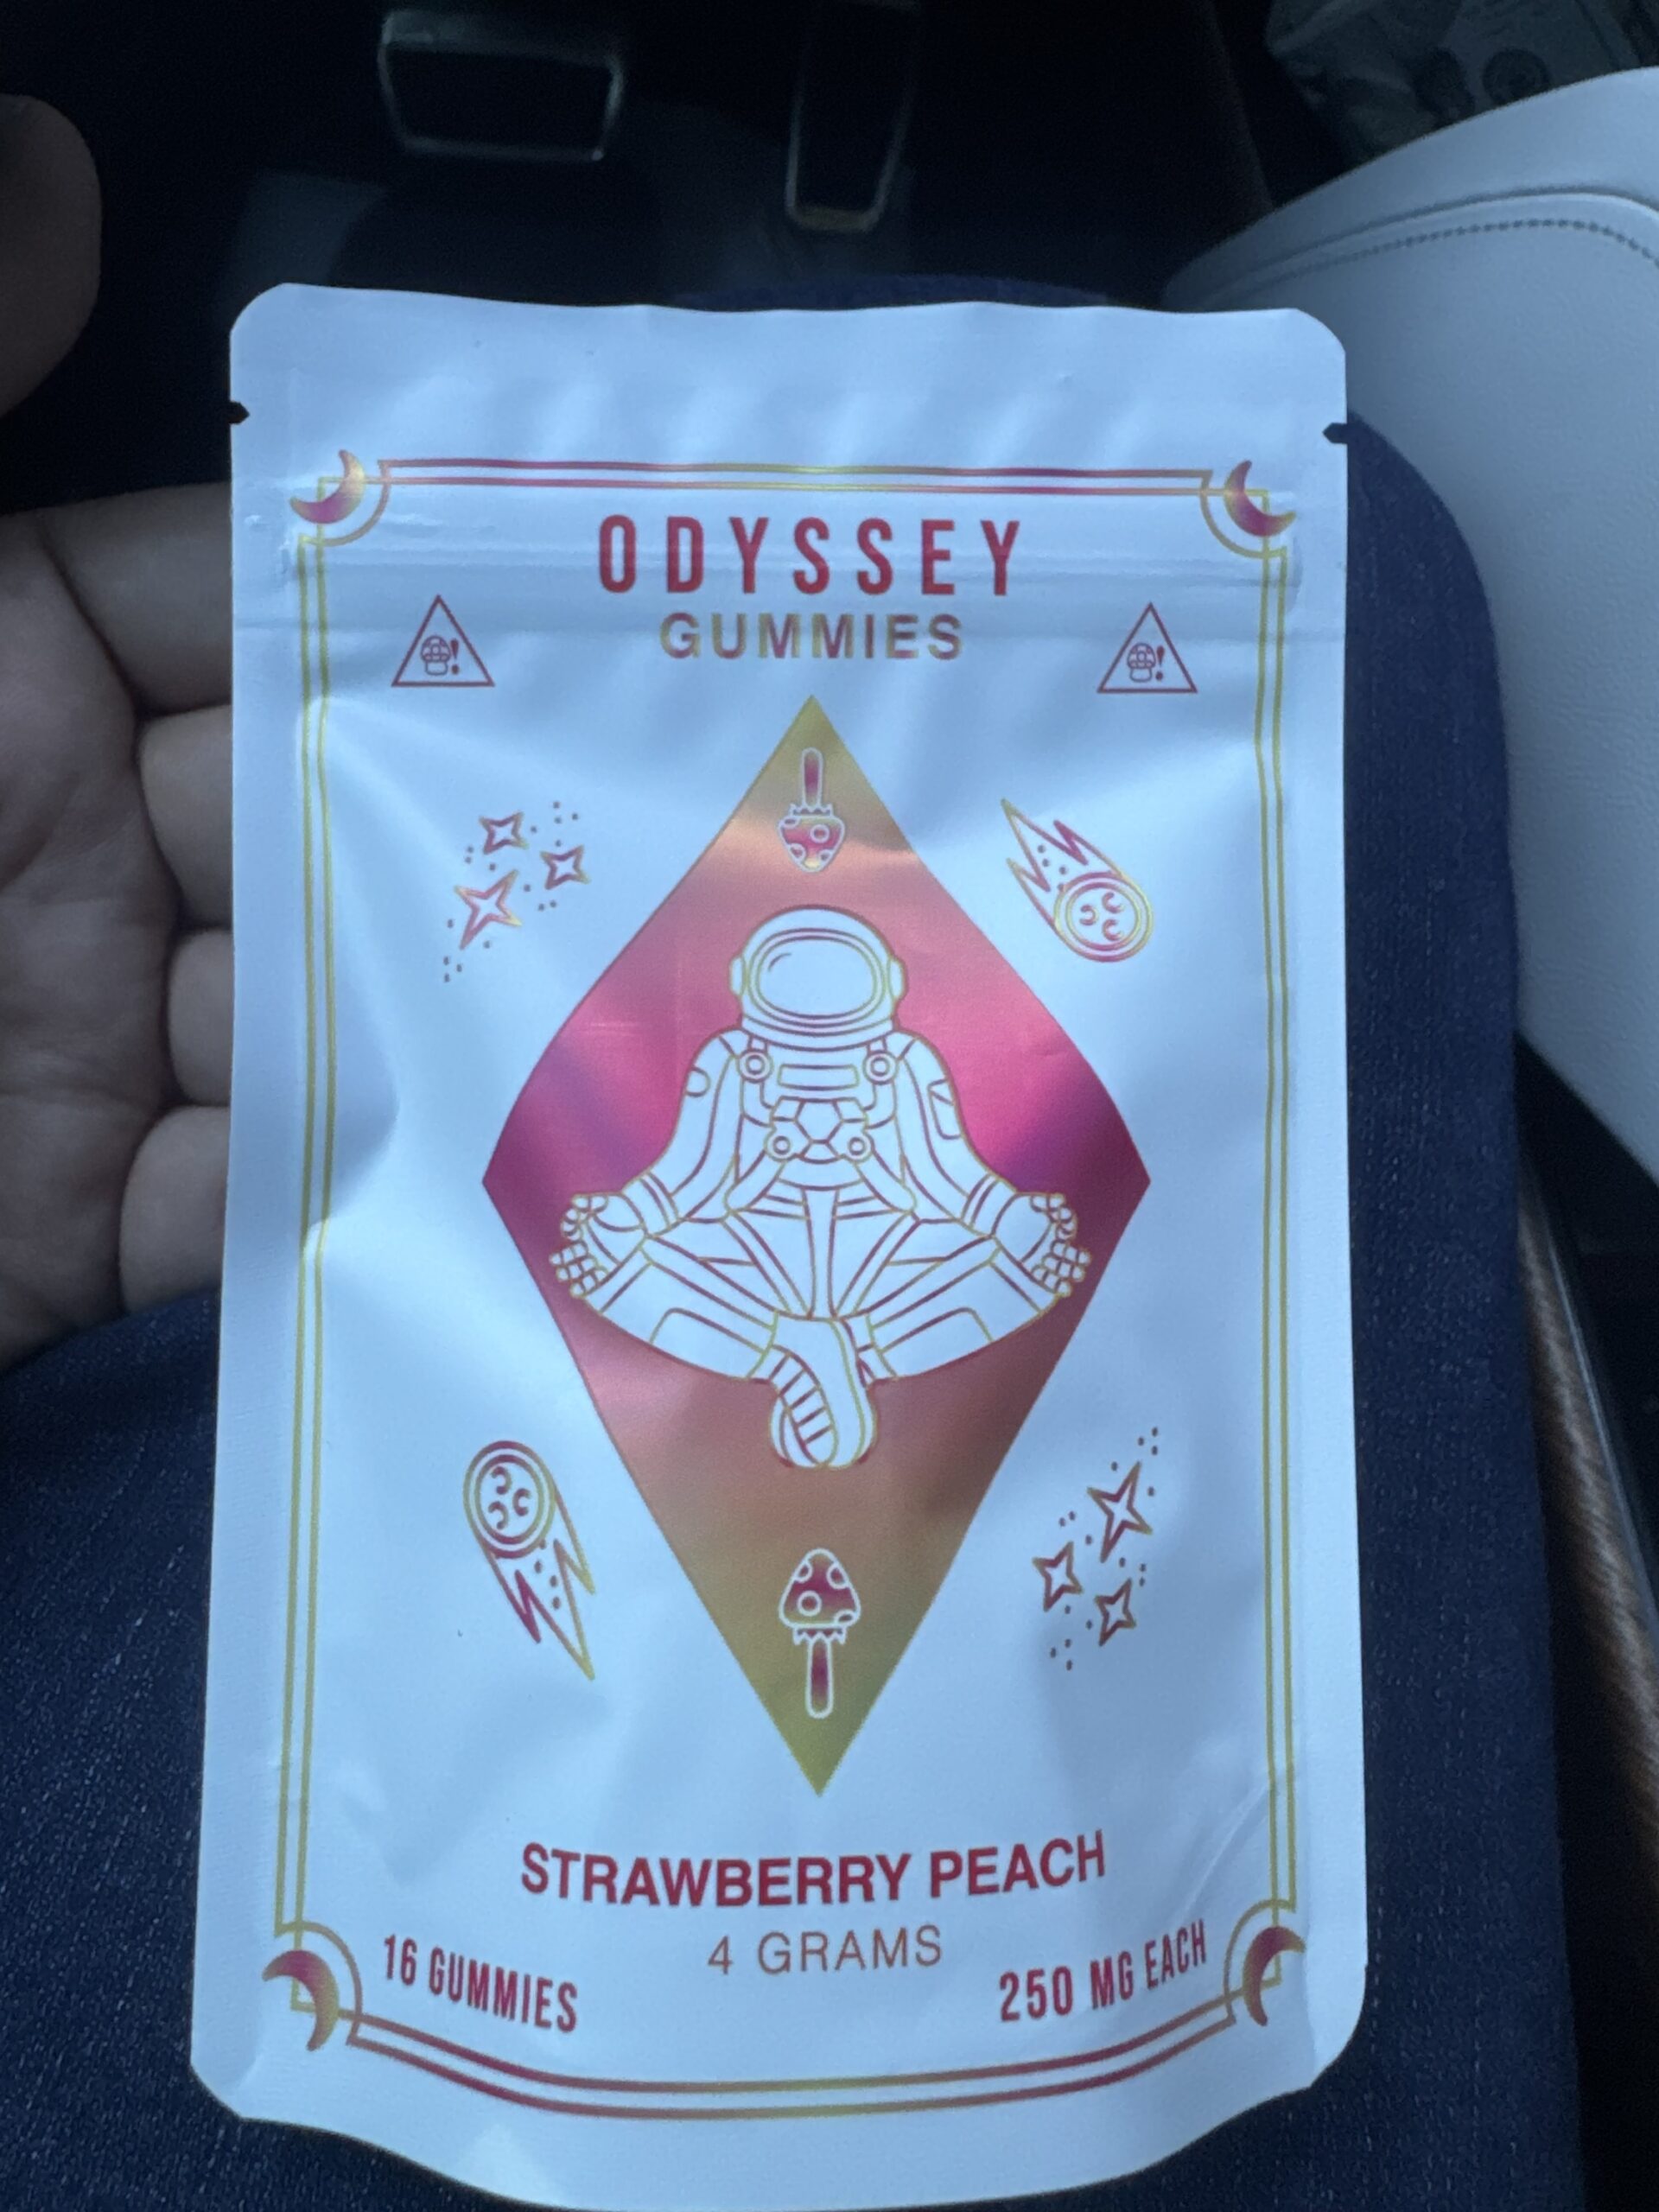 ODYSSEY
GUMMIES
STRAWBERRY PEACH
4 GRAMS
16 GUMMIES
250 MG EACH